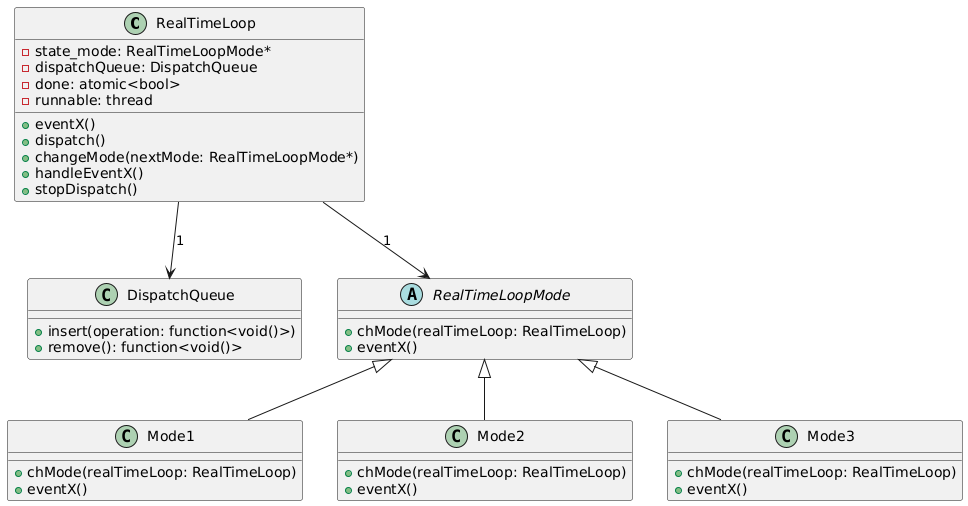 C RealTimeLoop
state_mode: RealTimeLoopMode*
dispatchQueue: DispatchQueue
done: atomic<bool>
runnable: thread
eventX()
dispatch()
changeMode(nextMode: RealTimeLoopMode*)
handleEventX()
stopDispatch()
1
1
C DispatchQueue
insert(operation: function<void()>)
remove(): function<void()>
A RealTimeLoopMode
chMode(realTimeLoop: RealTimeLoop)
eventX()
C Mode1
chMode(realTimeLoop: RealTimeLoop)
eventX()
C Mode2
chMode(realTimeLoop: RealTimeLoop)
eventX()
C Mode3
chMode(realTimeLoop: RealTimeLoop)
eventX()